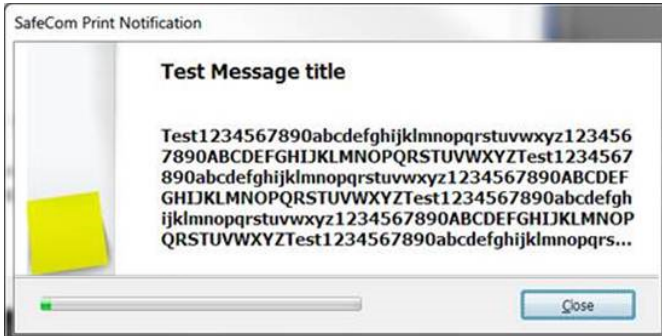 SafeCom Print Notification
Test Message title
Test1234567890abcdefghijklmnopqrstuvwxyz123456
7890ABCDEFGHIJKLMNOPQRSTUVWXYZTest1234567
890abcdefghijklmnopqrstuvwxyz1234567890ABCDEF
GHIJKLMNOPQRSTUVWXYZTest1234567890abcdefgh
ijklmnopqrstuvwxyz1234567890ABCDEFGHIJKLMNOP
QRSTUVWXYZTest1234567890abcdefghijklmnopqrs...
Close